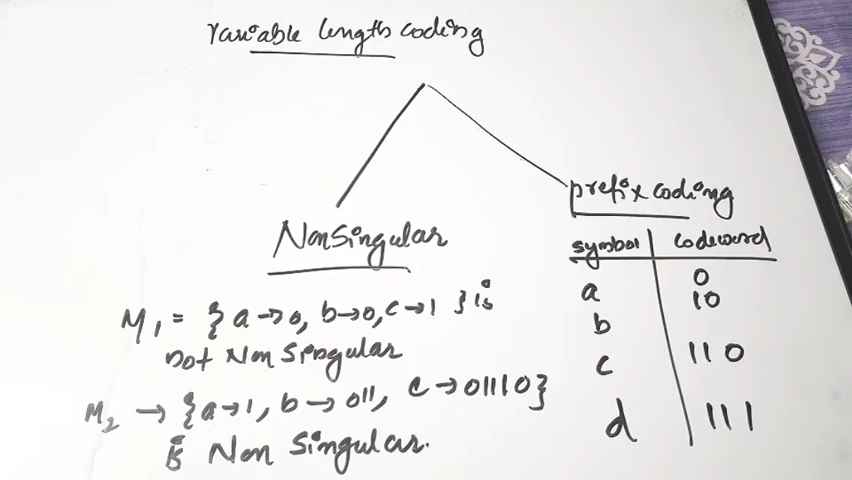 Variable length coding
Non Singular
M1 = { a → 0, b → 0, c → 1 } is
not Non Singular
M2 → { a → 1, b → 011, c → 01110 }
is Non Singular.
prefix coding
symbol | Codeword
a | 0
b | 10
c | 110
d | 111